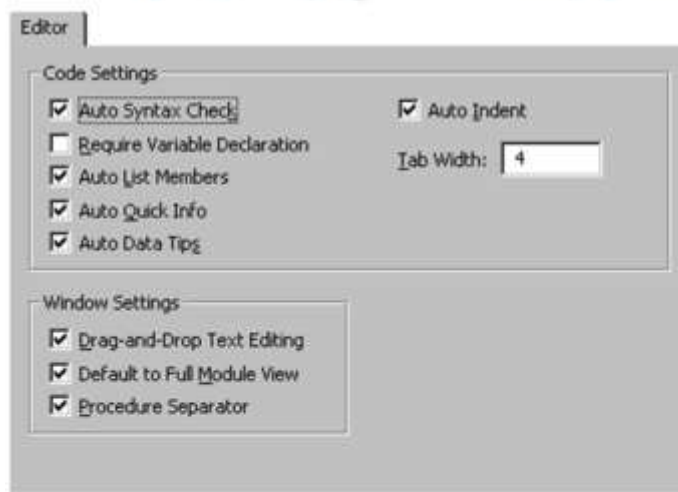 Editor
Code Settings
Auto Syntax Check
Require Variable Declaration
Auto List Members
Auto Quick Info
Auto Data Tips
Auto Indent
Tab Width: 4
Window Settings
Drag-and-Drop Text Editing
Default to Full Module View
Procedure Separator